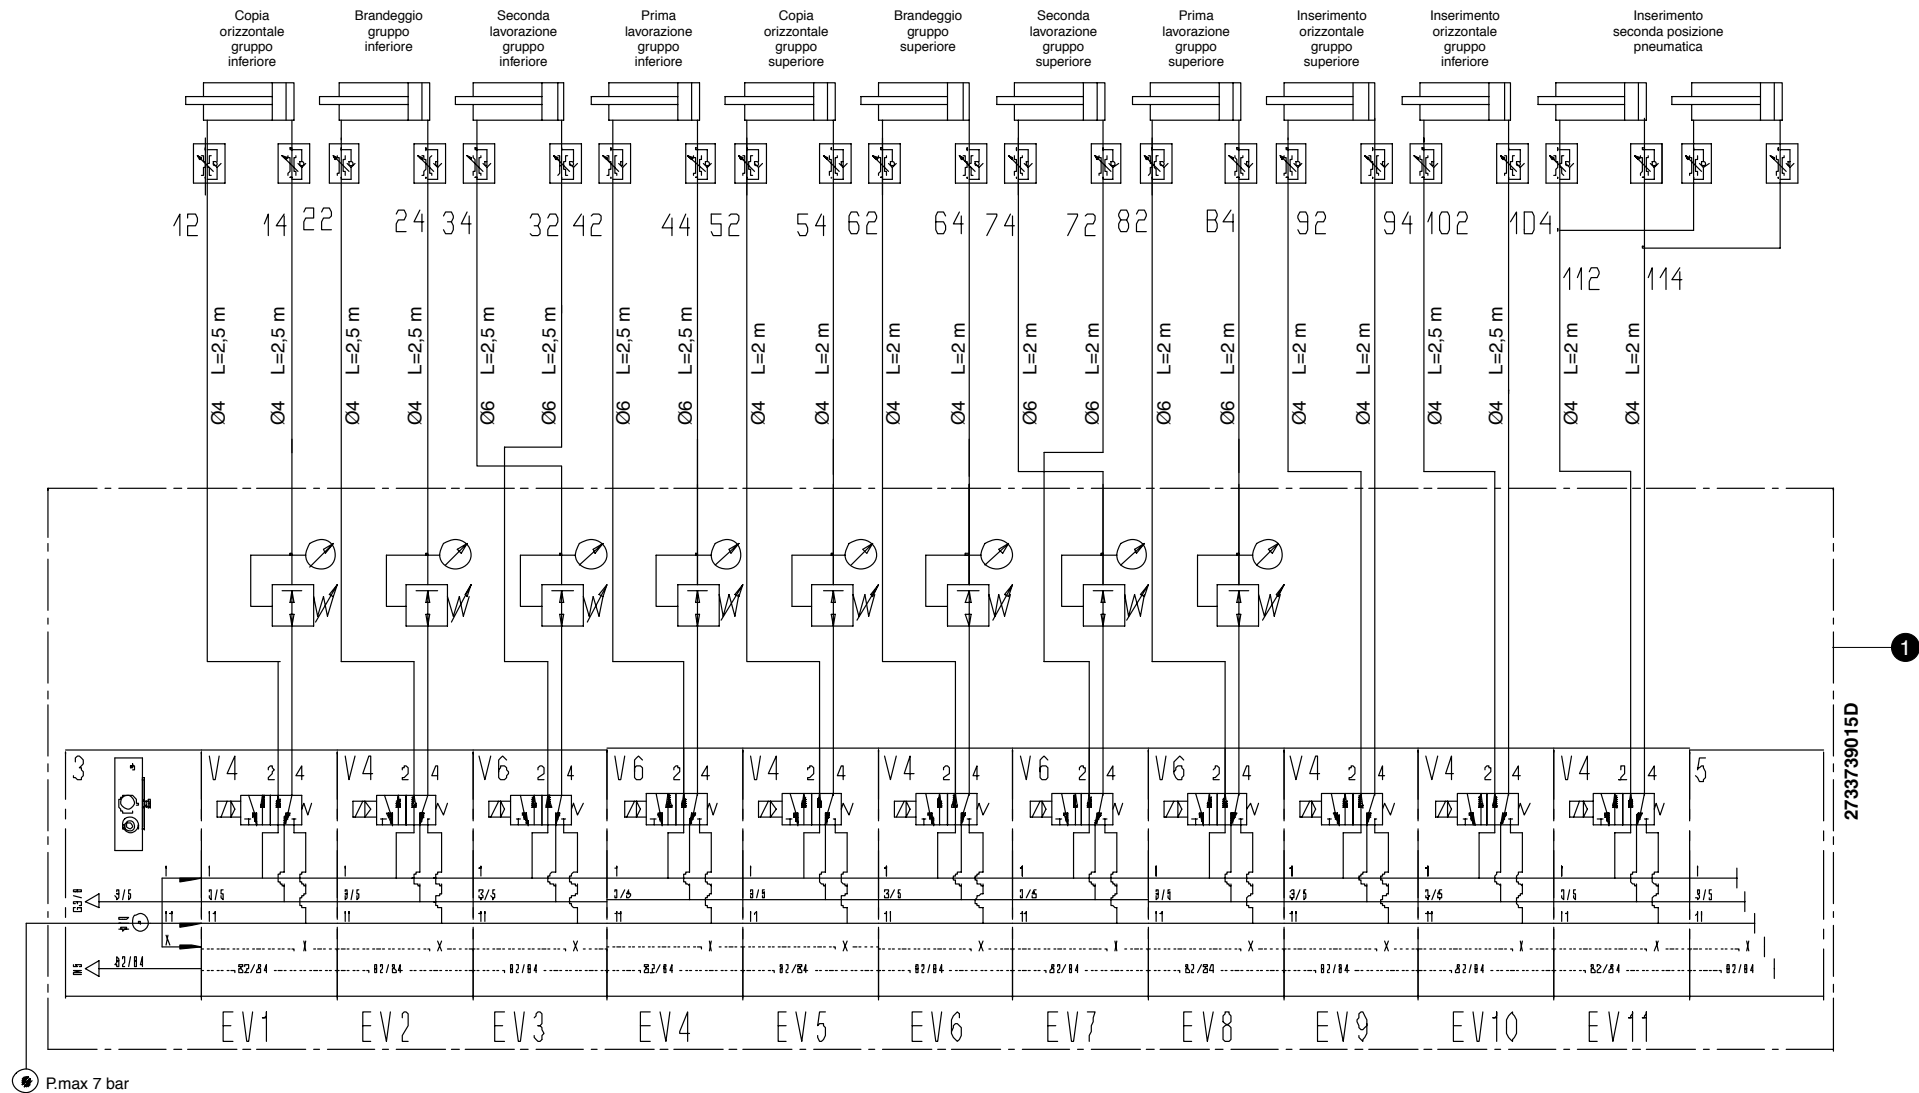 Copia
orizzontale
gruppo
inferiore
Brandeggio
gruppo
inferiore
Seconda
lavorazione
gruppo
inferiore
Prima
lavorazione
gruppo
inferiore
Copia
orizzontale
gruppo
superiore
Brandeggio
gruppo
superiore
Seconda
lavorazione
gruppo
superiore
Prima
lavorazione
gruppo
superiore
Inserimento
orizzontale
gruppo
superiore
Inserimento
orizzontale
gruppo
inferiore
Inserimento
seconda posizione
pneumatica
12 14 22 24 34 32 42 44 52 54 62 64 74 72 82 B4 92 94 102 1D4
112 114
Ø4 L=2,5 m
Ø4 L=2,5 m
Ø4 L=2,5 m
Ø4 L=2,5 m
Ø6 L=2,5 m
Ø6 L=2,5 m
Ø6 L=2,5 m
Ø6 L=2,5 m
Ø4 L=2 m
Ø4 L=2 m
Ø4 L=2 m
Ø4 L=2 m
Ø6 L=2 m
Ø6 L=2 m
Ø6 L=2 m
Ø6 L=2 m
Ø4 L=2 m
Ø4 L=2 m
Ø4 L=2,5 m
Ø4 L=2,5 m
Ø4 L=2 m
Ø4 L=2 m
1
2733739015D
3
V4 2 4
V4 2 4
V6 2 4
V6 2 4
V4 2 4
V4 2 4
V6 2 4
V6 2 4
V4 2 4
V4 2 4
V4 2 4
5
3/5
11
X
82/84
EV1 EV2 EV3 EV4 EV5 EV6 EV7 EV8 EV9 EV10 EV11
P.max 7 bar